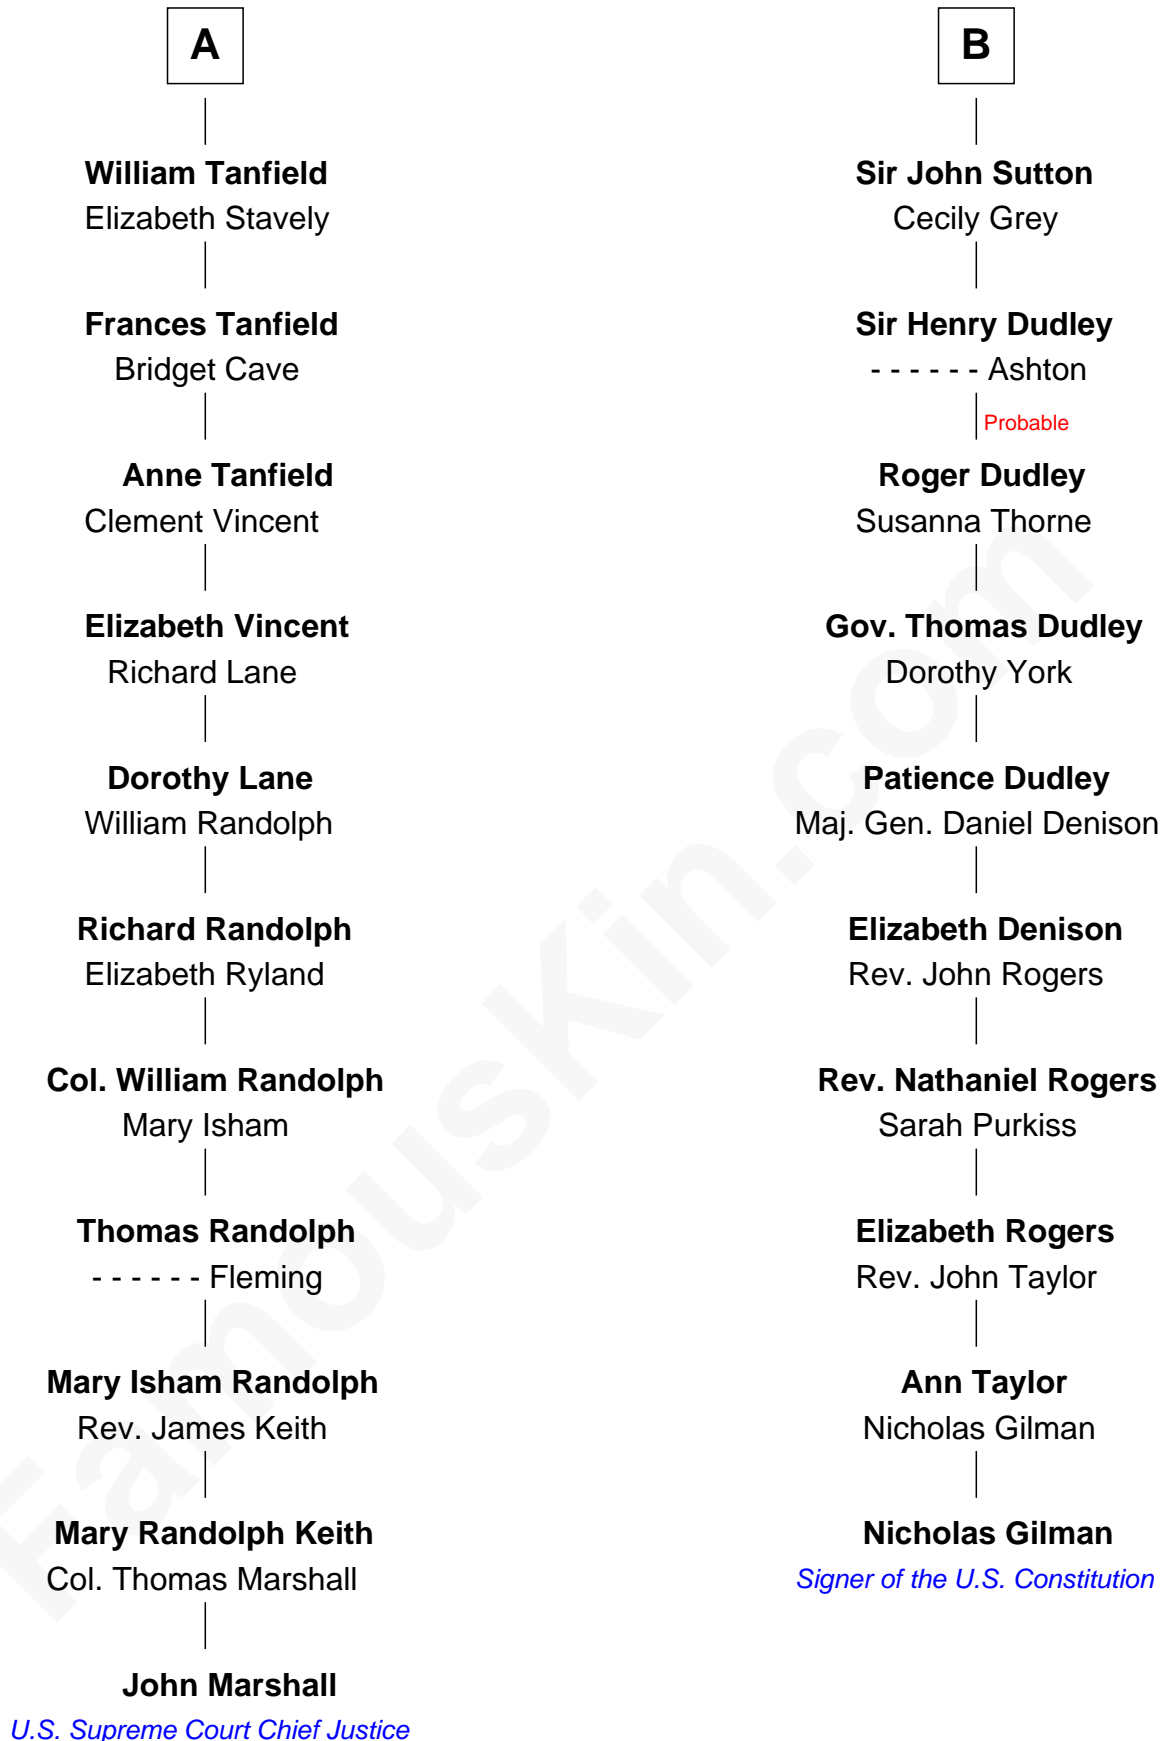 A
William Tanfield
Elizabeth Stavely
Frances Tanfield
Bridget Cave
Anne Tanfield
Clement Vincent
Elizabeth Vincent
Richard Lane
Dorothy Lane
William Randolph
Richard Randolph
Elizabeth Ryland
Col. William Randolph
Mary Isham
Thomas Randolph
- - - - - - Fleming
Mary Isham Randolph
Rev. James Keith
Mary Randolph Keith
Col. Thomas Marshall
John Marshall
U.S. Supreme Court Chief Justice
B
Sir John Sutton
Cecily Grey
Sir Henry Dudley
- - - - - - Ashton
Probable
Roger Dudley
Susanna Thorne
Gov. Thomas Dudley
Dorothy York
Patience Dudley
Maj. Gen. Daniel Denison
Elizabeth Denison
Rev. John Rogers
Rev. Nathaniel Rogers
Sarah Purkiss
Elizabeth Rogers
Rev. John Taylor
Ann Taylor
Nicholas Gilman
Nicholas Gilman
Signer of the U.S. Constitution
FamousKin.com